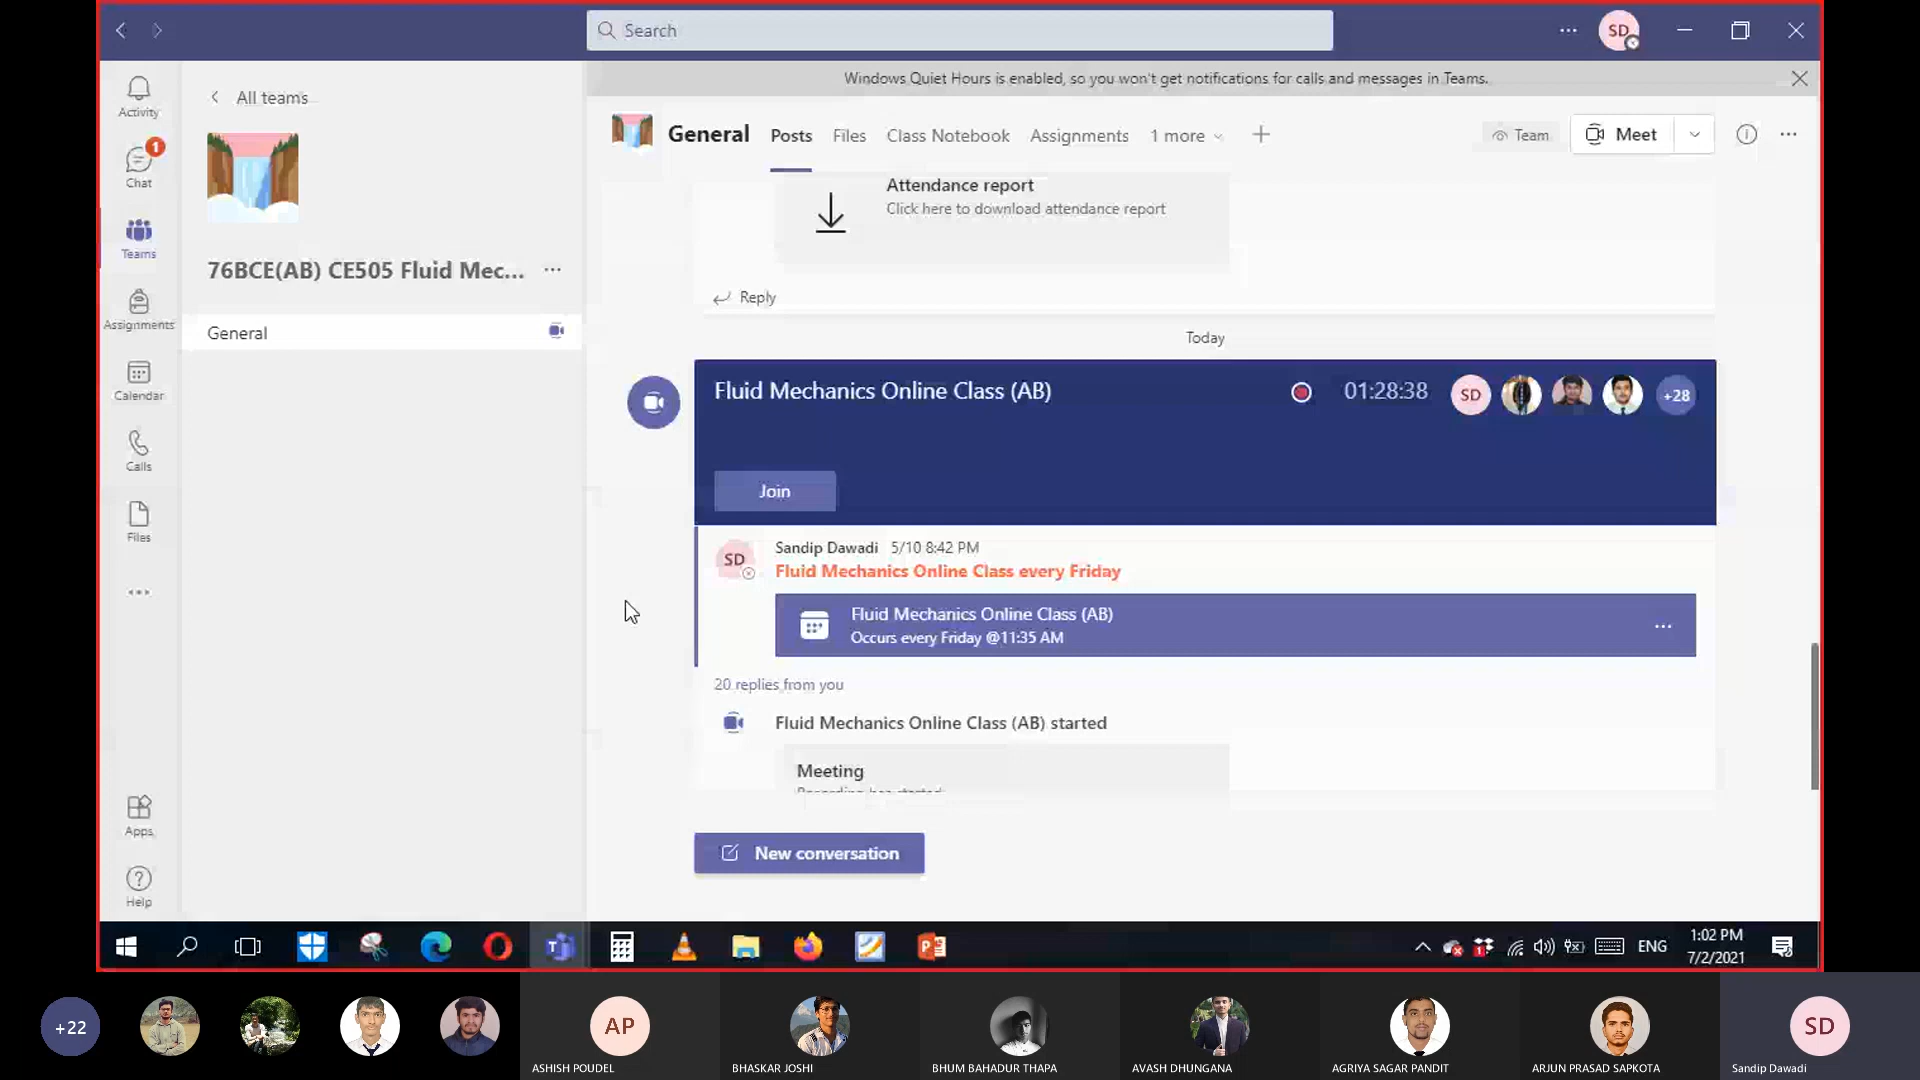 Search
SD
Windows Quiet Hours is enabled, so you won't get notifications for calls and messages in Teams.
Activity
1
Chat
Teams
Assignments
Calendar
Calls
Files
Apps
Help
All teams
76BCE(AB) CE505 Fluid Mec...
General
General
Posts
Files
Class Notebook
Assignments
1 more
Team
Meet
Attendance report
Click here to download attendance report
Reply
Today
Fluid Mechanics Online Class (AB)
01:28:38
SD
+28
Join
SD
Sandip Dawadi 5/10 8:42 PM
Fluid Mechanics Online Class every Friday
Fluid Mechanics Online Class (AB)
Occurs every Friday @11:35 AM
20 replies from you
Fluid Mechanics Online Class (AB) started
Meeting
Recording has started
New conversation
ENG
1:02 PM
7/2/2021
+22
AP
SD
ASHISH POUDEL
BHASKAR JOSHI
BHUM BAHADUR THAPA
AVASH DHUNGANA
AGRIYA SAGAR PANDIT
ARJUN PRASAD SAPKOTA
Sandip Dawadi